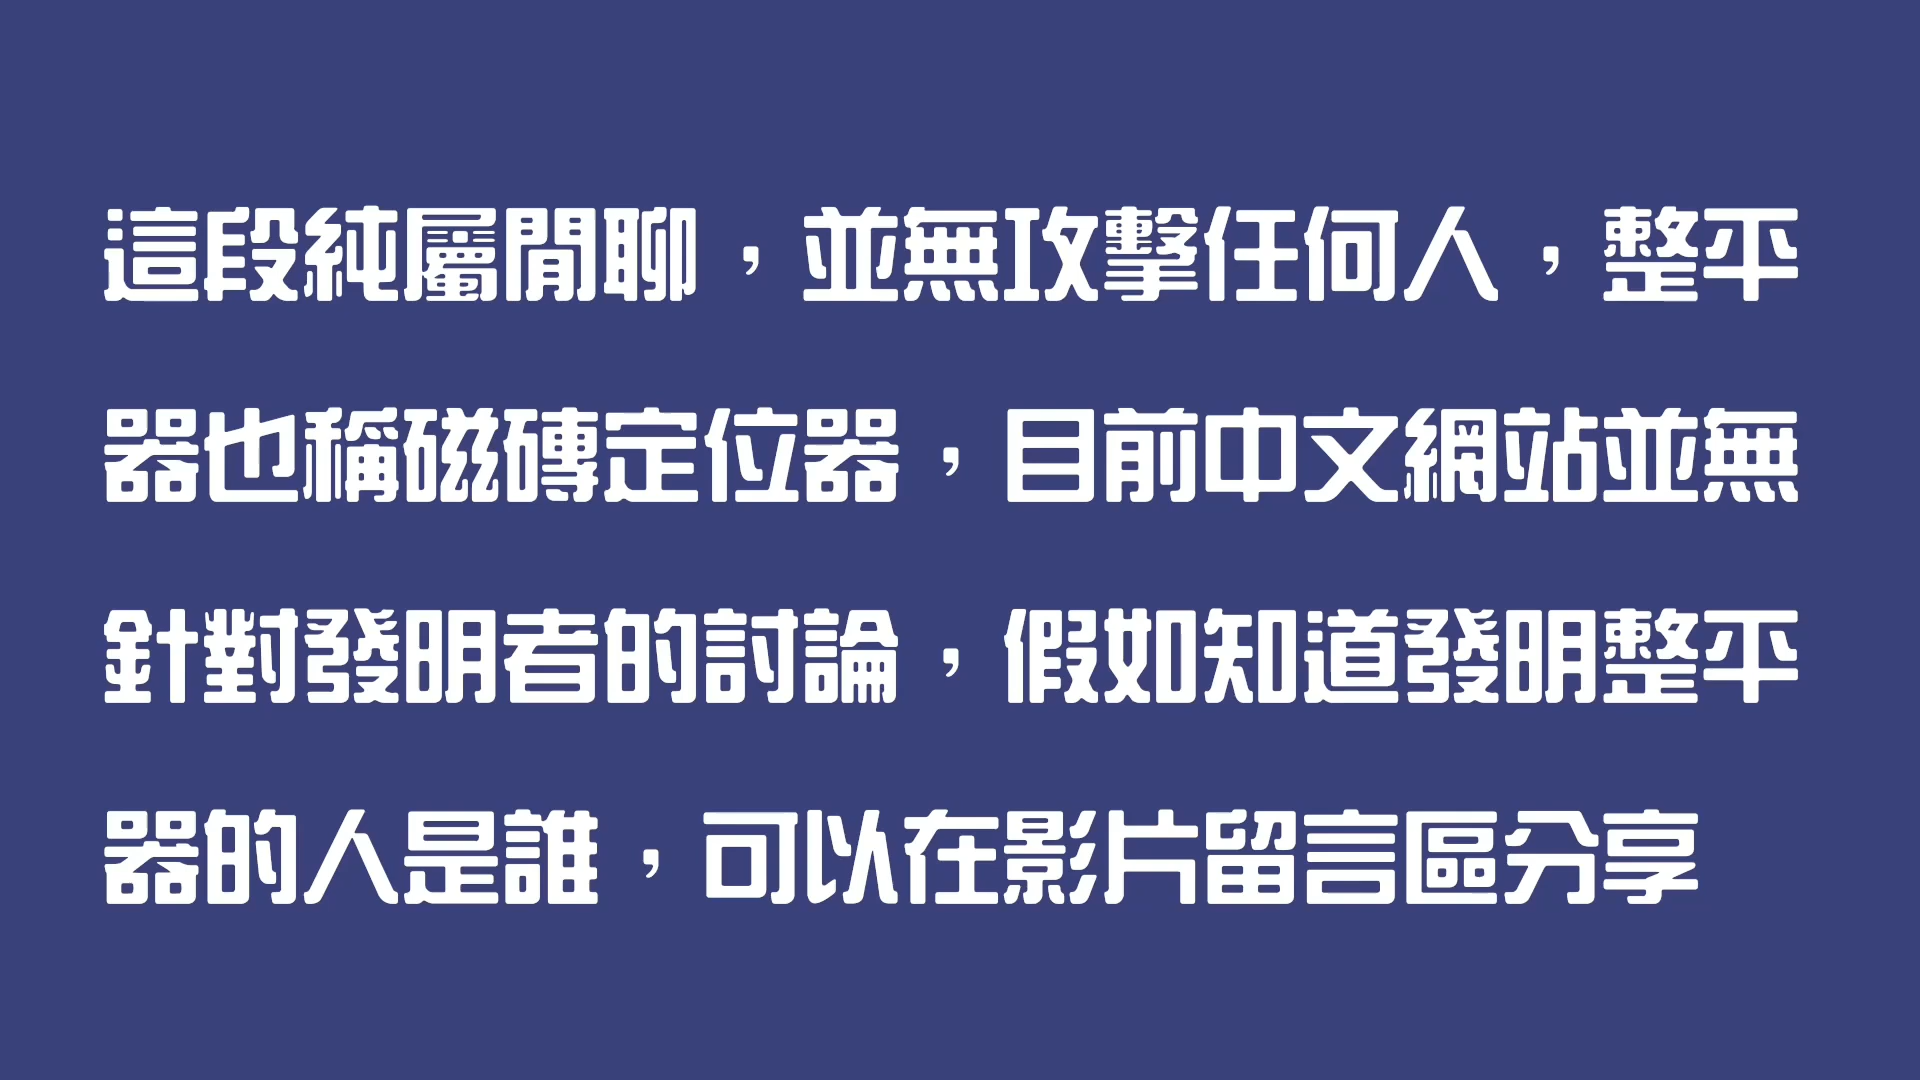 這段純屬閒聊，並無攻擊任何人，整平
器也稱磁磚定位器，目前中文網站並無
針對發明者的討論，假如知道發明整平
器的人是誰，可以在影片留言區分享